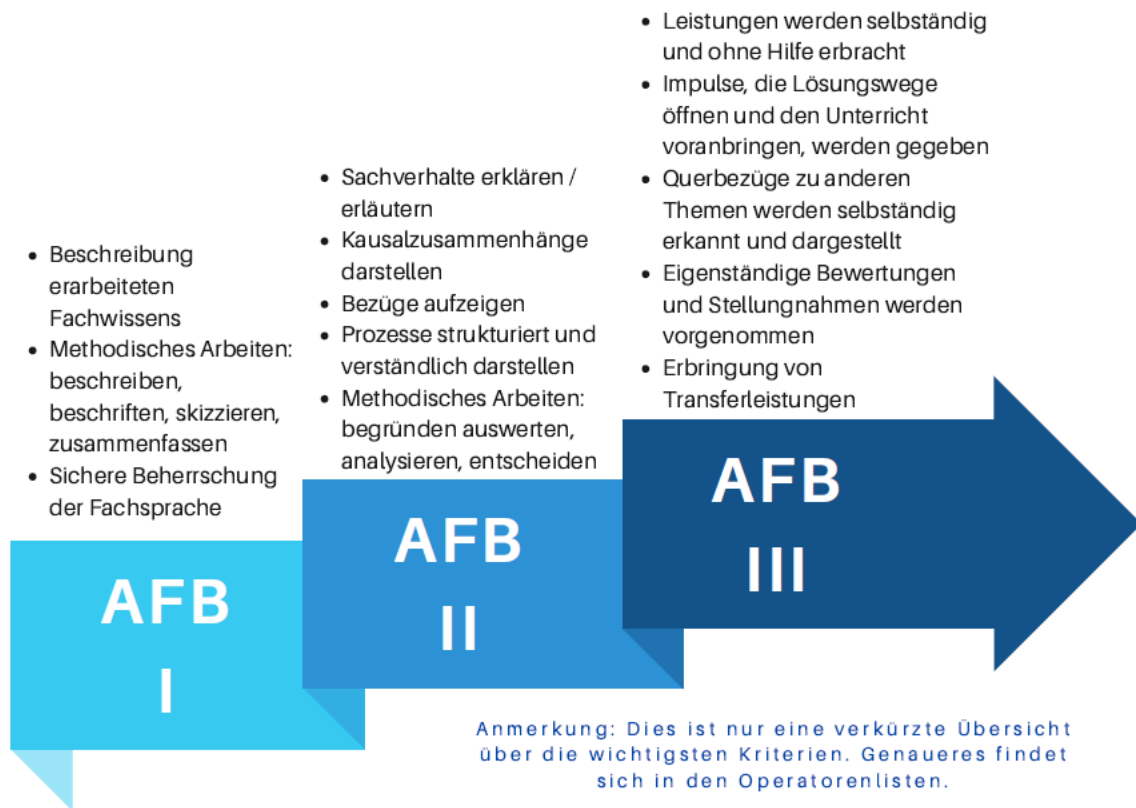 • Beschreibung
erarbeiteten
Fachwissens
• Methodisches Arbeiten:
beschreiben,
beschriften, skizzieren,
zusammenfassen
• Sichere Beherrschung
der Fachsprache
AFB
I
• Sachverhalte erklären /
erläutern
• Kausalzusammenhänge
darstellen
• Bezüge aufzeigen
• Prozesse strukturiert und
verständlich darstellen
• Methodisches Arbeiten:
begründen auswerten,
analysieren, entscheiden
AFB
II
• Leistungen werden selbständig
und ohne Hilfe erbracht
• Impulse, die Lösungswege
öffnen und den Unterricht
voranbringen, werden gegeben
• Querbezüge zu anderen
Themen werden selbständig
erkannt und dargestellt
• Eigenständige Bewertungen
und Stellungnahmen werden
vorgenommen
• Erbringung von
Transferleistungen
AFB
III
Anmerkung: Dies ist nur eine verkürzte Übersicht
über die wichtigsten Kriterien. Genaueres findet
sich in den Operatorenlisten.